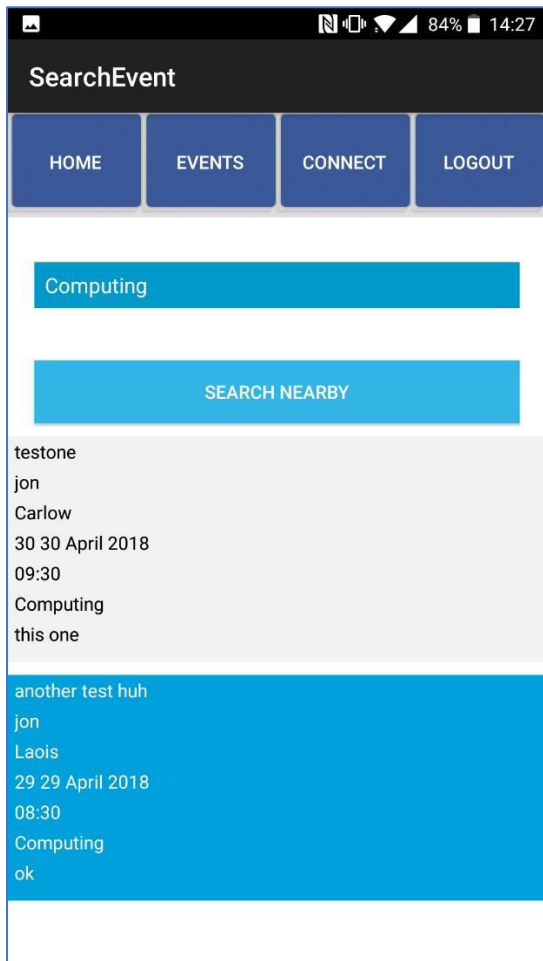 84% 14:27
SearchEvent
HOME EVENTS CONNECT LOGOUT
Computing
SEARCH NEARBY
testone
jon
Carlow
30 30 April 2018
09:30
Computing
this one
another test huh
jon
Laois
29 29 April 2018
08:30
Computing
ok